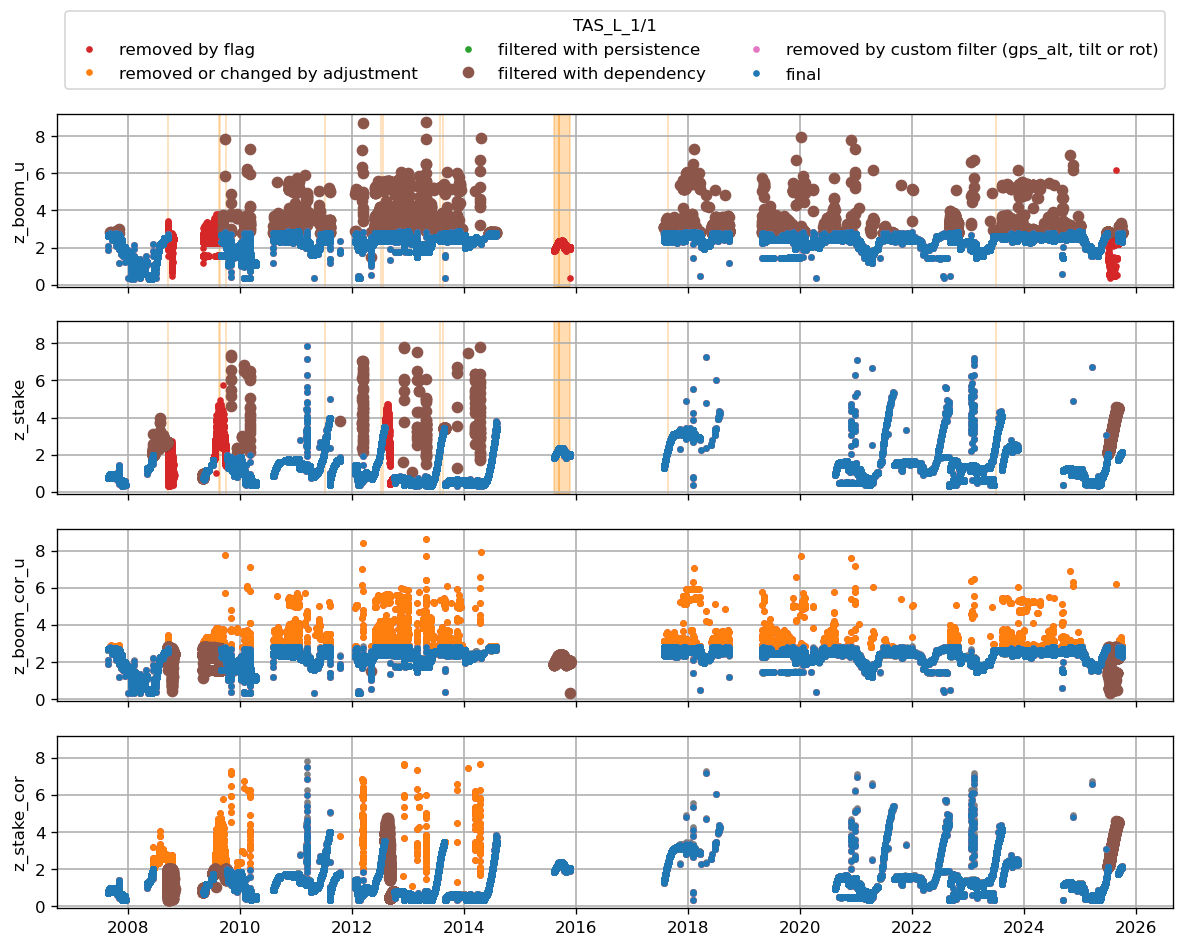 TAS_L_1/1
removed by flag
filtered with persistence
removed by custom filter (gps_alt, tilt or rot)
removed or changed by adjustment
filtered with dependency
final
z_boom_u
8
6
4
2
0
z_stake
8
6
4
2
0
z_boom_cor_u
8
6
4
2
0
z_stake_cor
8
6
4
2
0
2008 2010 2012 2014 2016 2018 2020 2022 2024 2026